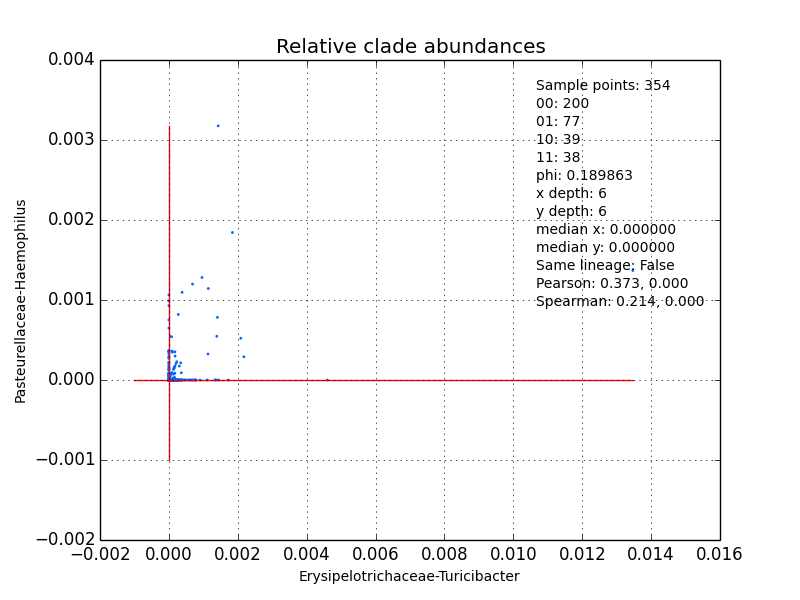 Relative clade abundances
0.004
0.003
0.002
0.001
0.000
−0.001
−0.002
Pasteurellaceae-Haemophilus
Sample points: 354
00: 200
01: 77
10: 39
11: 38
phi: 0.189863
x depth: 6
y depth: 6
median x: 0.000000
median y: 0.000000
Same lineage: False
Pearson: 0.373, 0.000
Spearman: 0.214, 0.000
−0.002 0.000 0.002 0.004 0.006 0.008 0.010 0.012 0.014 0.016
Erysipelotrichaceae-Turicibacter